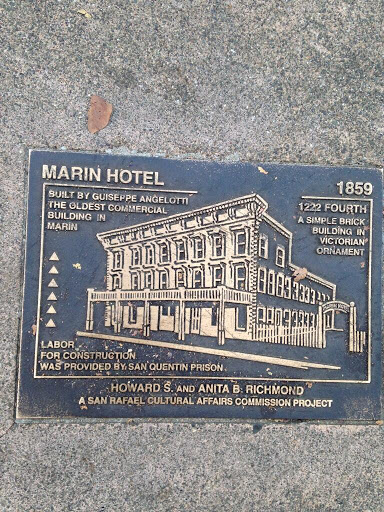 MARIN HOTEL
BUILT BY GUISEPPE ANGELOTTI
THE OLDEST COMMERCIAL
BUILDING IN
MARIN
1859
1222 FOURTH
A SIMPLE BRICK
BUILDING IN
VICTORIAN
ORNAMENT
LABOR
FOR CONSTRUCTION
WAS PROVIDED BY SAN QUENTIN PRISON
HOWARD S. AND ANITA B. RICHMOND
A SAN RAFAEL CULTURAL AFFAIRS COMMISSION PROJECT